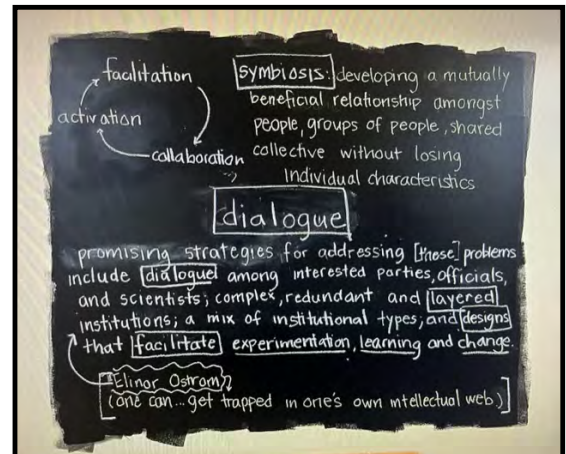 facilitation
activation
collaboration
symbiosis: developing a mutually
beneficial relationship amongst
people, groups of people, shared
collective without losing
individual characteristics
dialogue
promising strategies for addressing [these] problems
include dialogue among interested parties, officials,
and scientists; complex, redundant and layered
institutions; a mix of institutional types; and designs
that facilitate experimentation, learning and change.
Elinor Ostrom
(one can... get trapped in one's own intellectual web.)